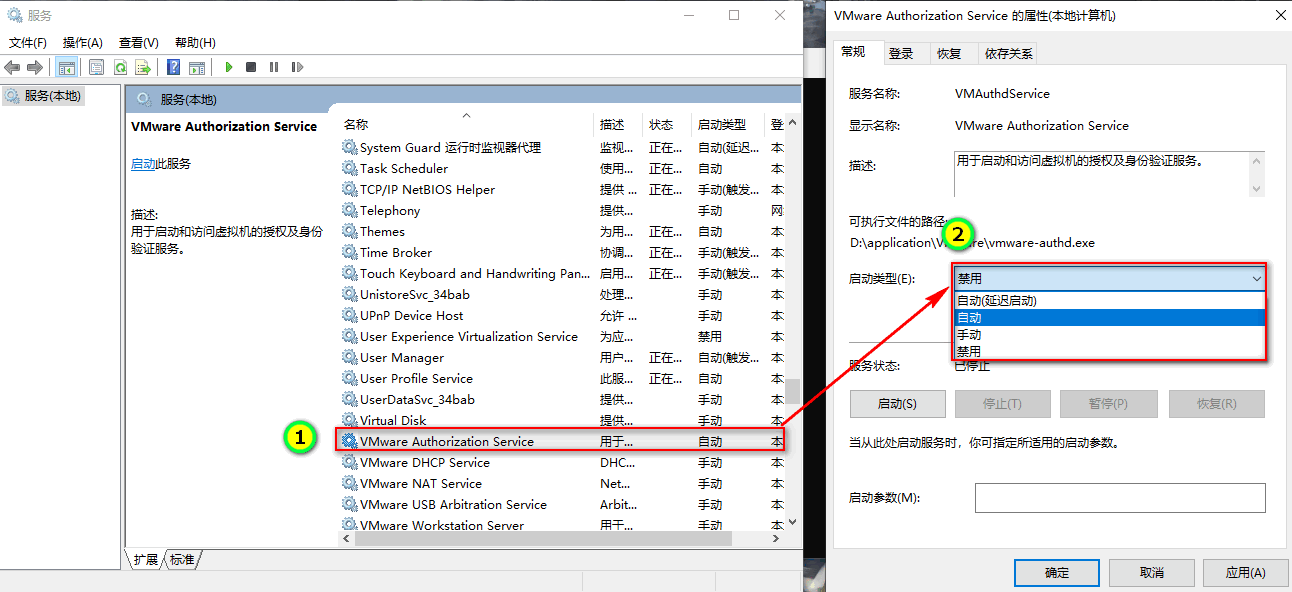 服务
文件(F) 操作(A) 查看(V) 帮助(H)
服务(本地)
服务(本地)
VMware Authorization Service
启动此服务
描述:
用于启动和访问虚拟机的授权及身份
验证服务。
名称 描述 状态 启动类型 登
System Guard 运行时监视器代理 监视... 正在... 自动(延迟... 本
Task Scheduler 使用... 正在... 自动 本
TCP/IP NetBIOS Helper 提供 ... 正在... 手动(触发... 本
Telephony 提供... 手动 网
Themes 为用... 正在... 自动 本
Time Broker 协调... 正在... 手动(触发... 本
Touch Keyboard and Handwriting Pan... 启用... 正在... 手动(触发... 本
UnistoreSvc_34bab 处理... 手动 本
UPnP Device Host 允许 ... 手动 本
User Experience Virtualization Service 为应... 禁用 本
User Manager 用户... 正在... 自动(触发... 本
User Profile Service 此服... 正在... 自动 本
UserDataSvc_34bab 提供... 手动 本
Virtual Disk 提供... 手动 本
1
VMware Authorization Service 用于... 自动 本
VMware DHCP Service DHC... 手动 本
VMware NAT Service Net... 手动 本
VMware USB Arbitration Service Arbit... 手动 本
VMware Workstation Server 用于... 手动 本
扩展 标准
VMware Authorization Service 的属性(本地计算机)
常规 登录 恢复 依存关系
服务名称: VMAuthdService
显示名称: VMware Authorization Service
描述: 用于启动和访问虚拟机的授权及身份验证服务。
可执行文件的路径:
2
D:\application\V re\vmware-authd.exe
启动类型(E): 禁用
自动(延迟启动)
自动
手动
禁用
服务状态: 已停止
启动(S) 停止(T) 暂停(P) 恢复(R)
当从此处启动服务时，你可指定所适用的启动参数。
启动参数(M):
确定 取消 应用(A)